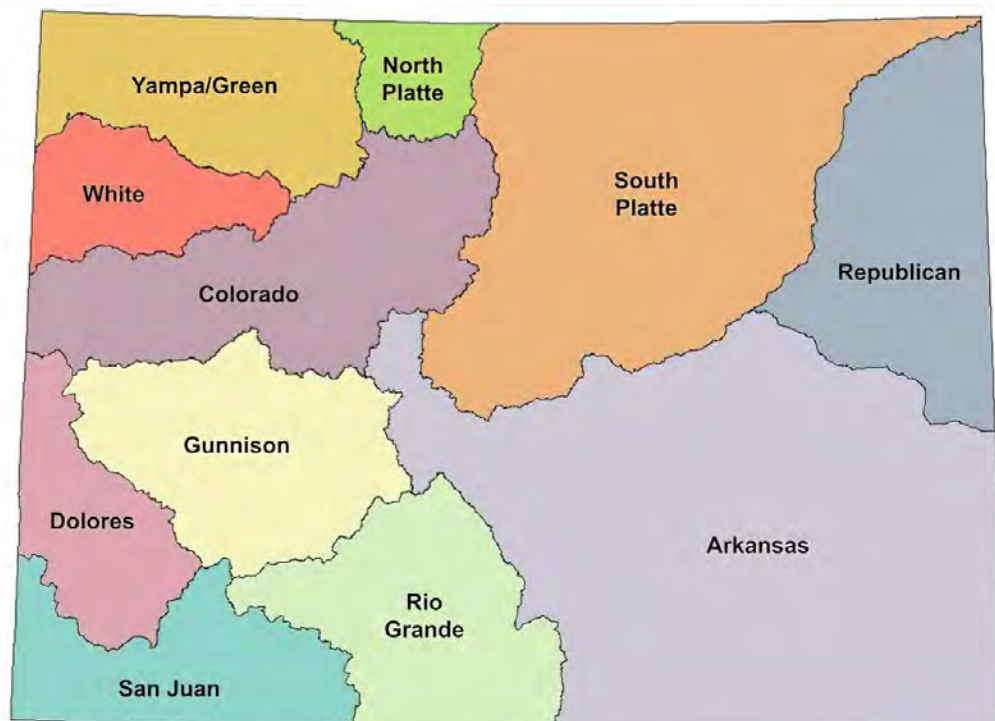 Yampa/Green
North
Platte
White
South
Platte
Republican
Colorado
Gunnison
Dolores
Arkansas
Rio
Grande
San Juan